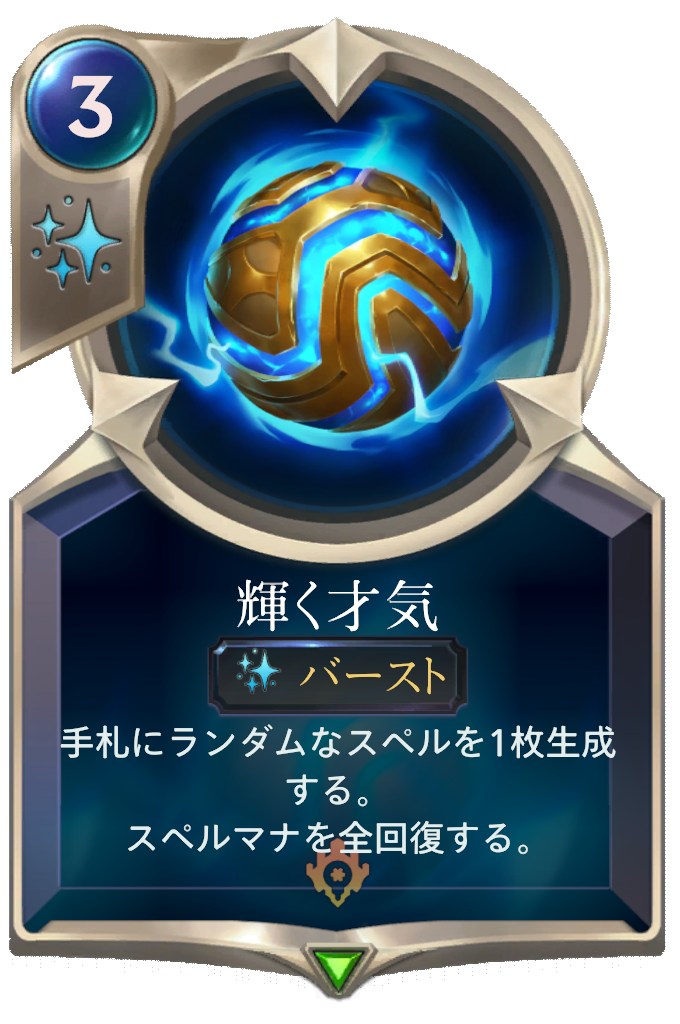 3
輝く才気
バースト
手札にランダムなスペルを1枚生成
する。
スペルマナを全回復する。